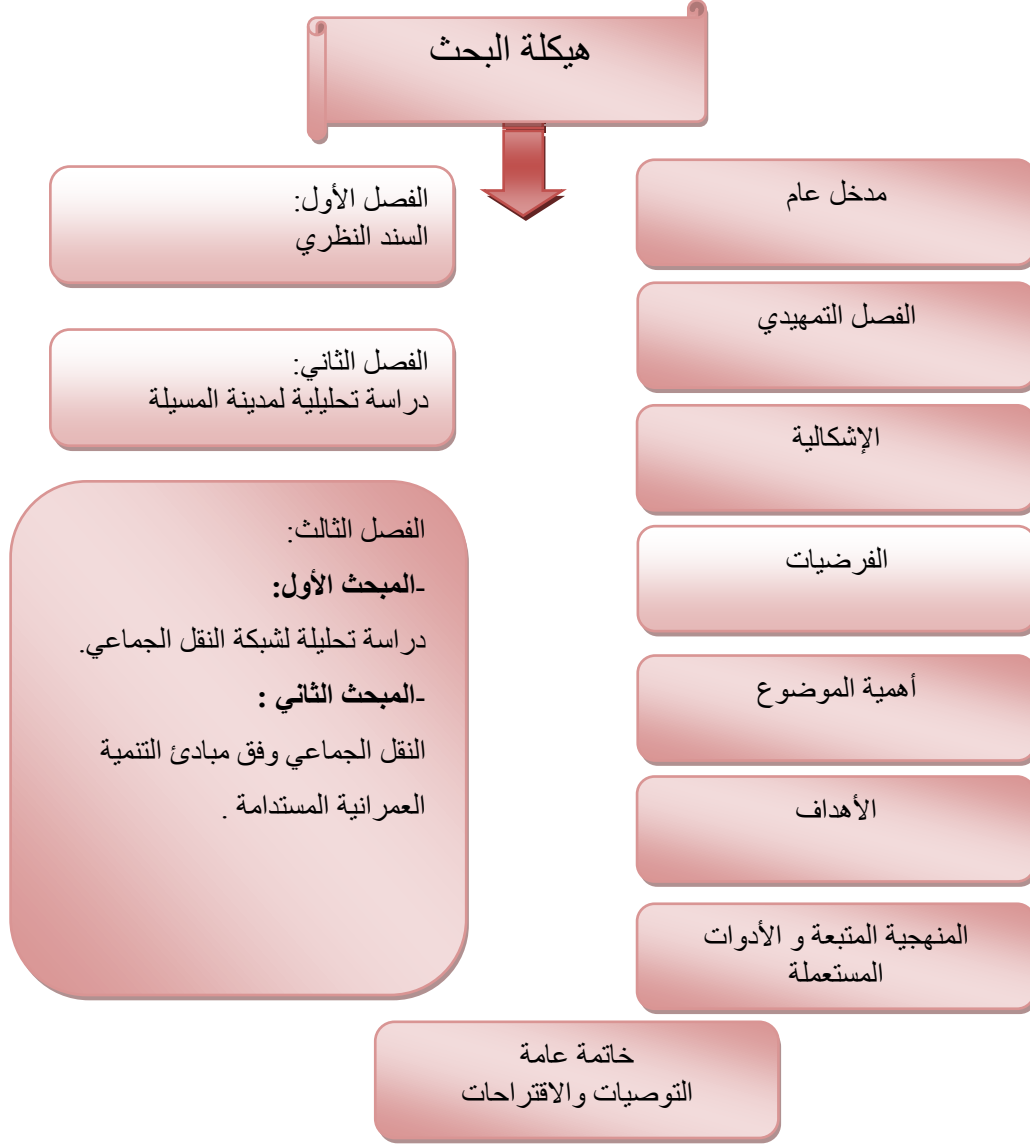 هيكلة البحث
مدخل عام
الفصل التمهيدي
الإشكالية
الفرضيات
أهمية الموضوع
الأهداف
المنهجية المتبعة و الأدوات
المستعملة
الفصل الأول:
السند النظري
الفصل الثاني:
دراسة تحليلية لمدينة المسيلة
الفصل الثالث:
-المبحث الأول:
دراسة تحليلة لشبكة النقل الجماعي.
-المبحث الثاني :
النقل الجماعي وفق مبادئ التنمية
العمرانية المستدامة .
خاتمة عامة
التوصيات والاقتراحات